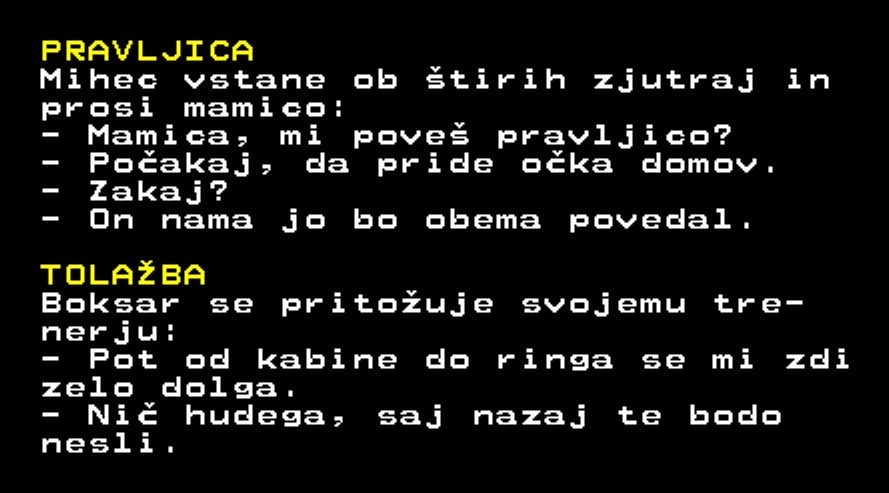 PRAVLJICA
Mihec vstane ob štirih zjutraj in
prosi mamico:
- Mamica, mi poveš pravljico?
- Počakaj, da pride očka domov.
- Zakaj?
- On nama jo bo obema povedal.
TOLAŽBA
Boksar se pritožuje svojemu tre-
nerju:
- Pot od kabine do ringa se mi zdi
zelo dolga.
- Nič hudega, saj nazaj te bodo
nesli.